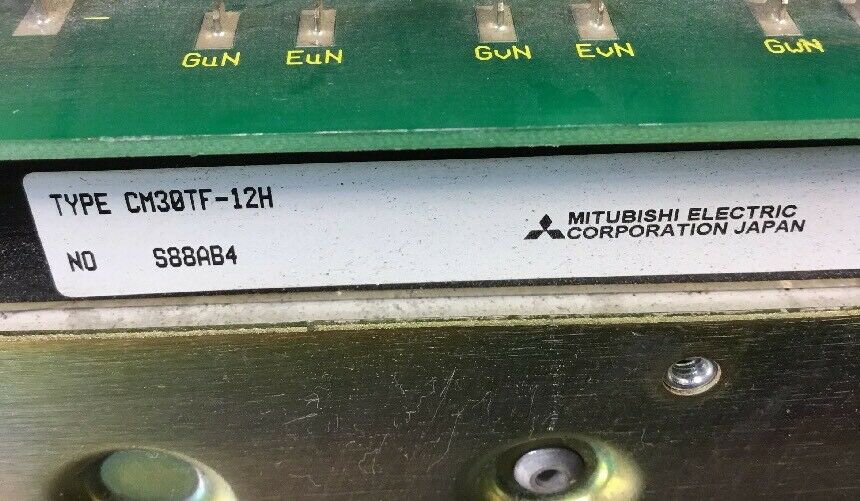 GuN EuN GvN EvN GwN
TYPE CM30TF-12H
NO S88AB4
MITUBISHI ELECTRIC
CORPORATION JAPAN